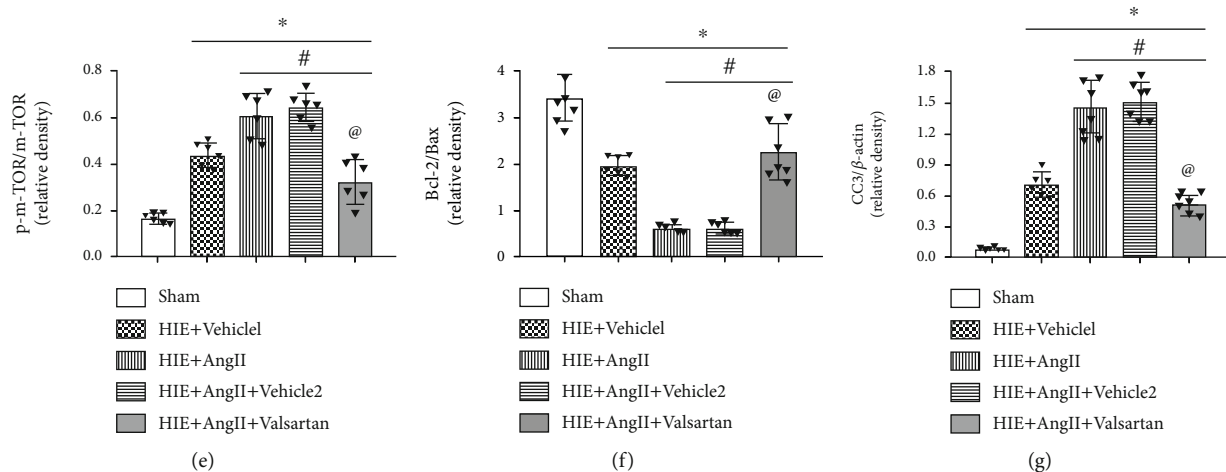 p-m-TOR/m-TOR
(relative density)
0.8
0.6
0.4
0.2
0.0
*
#
@
Sham
HIE+Vehiclel
HIE+AngII
HIE+AngII+Vehicle2
HIE+AngII+Valsartan
(e)
Bcl-2/Bax
(relative density)
4
3
2
1
0
*
#
@
Sham
HIE+Vehiclel
HIE+AngII
HIE+AngII+Vehicle2
HIE+AngII+Valsartan
(f)
CC3/β-actin
(relative density)
1.8
1.5
1.2
0.9
0.6
0.3
0.0
*
#
@
Sham
HIE+Vehiclel
HIE+AngII
HIE+AngII+Vehicle2
HIE+AngII+Valsartan
(g)